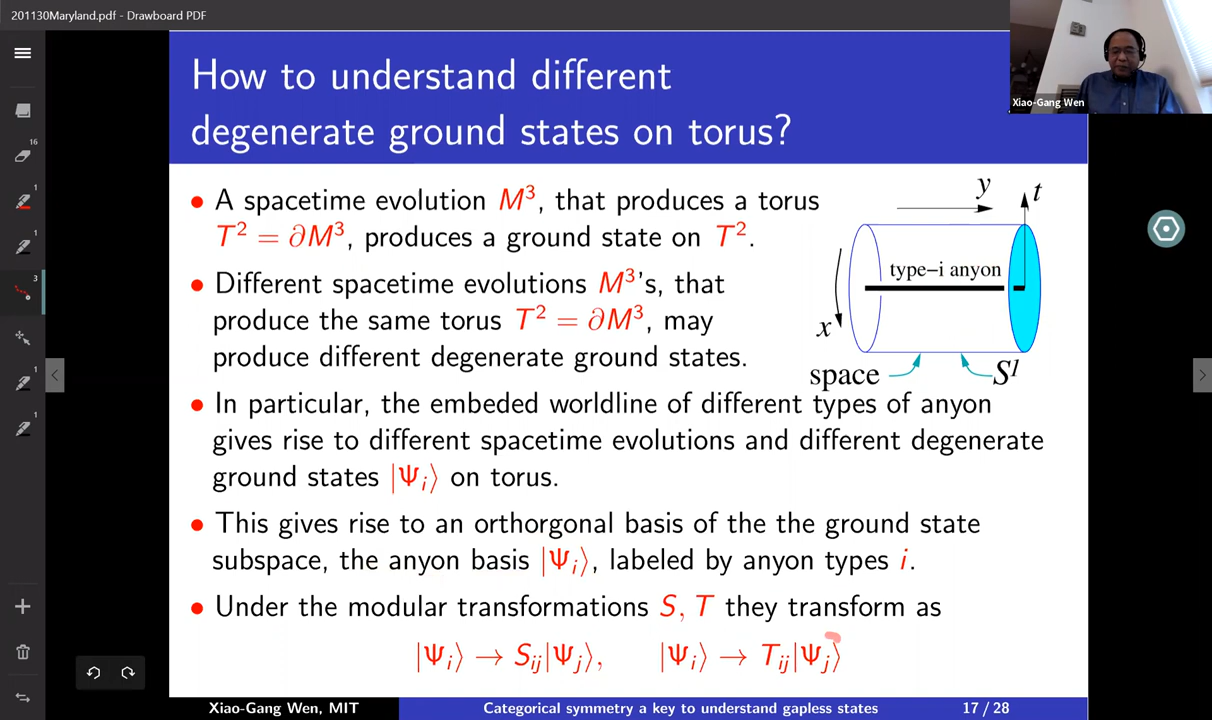 201130Maryland.pdf - Drawboard PDF
Xiao-Gang Wen
How to understand different
degenerate ground states on torus?
• A spacetime evolution M³, that produces a torus
T² = ∂M³, produces a ground state on T².
• Different spacetime evolutions M³'s, that
produce the same torus T² = ∂M³, may
produce different degenerate ground states.
y
t
type-i anyon
x
space
S¹
• In particular, the embeded worldline of different types of anyon
gives rise to different spacetime evolutions and different degenerate
ground states |Ψᵢ⟩ on torus.
• This gives rise to an orthorgonal basis of the the ground state
subspace, the anyon basis |Ψᵢ⟩, labeled by anyon types i.
• Under the modular transformations S, T they transform as
|Ψᵢ⟩ → Sᵢⱼ|Ψⱼ⟩, |Ψᵢ⟩ → Tᵢⱼ|Ψⱼ⟩
Xiao-Gang Wen, MIT Categorical symmetry a key to understand gapless states 17 / 28
16
1
1
3
1
1